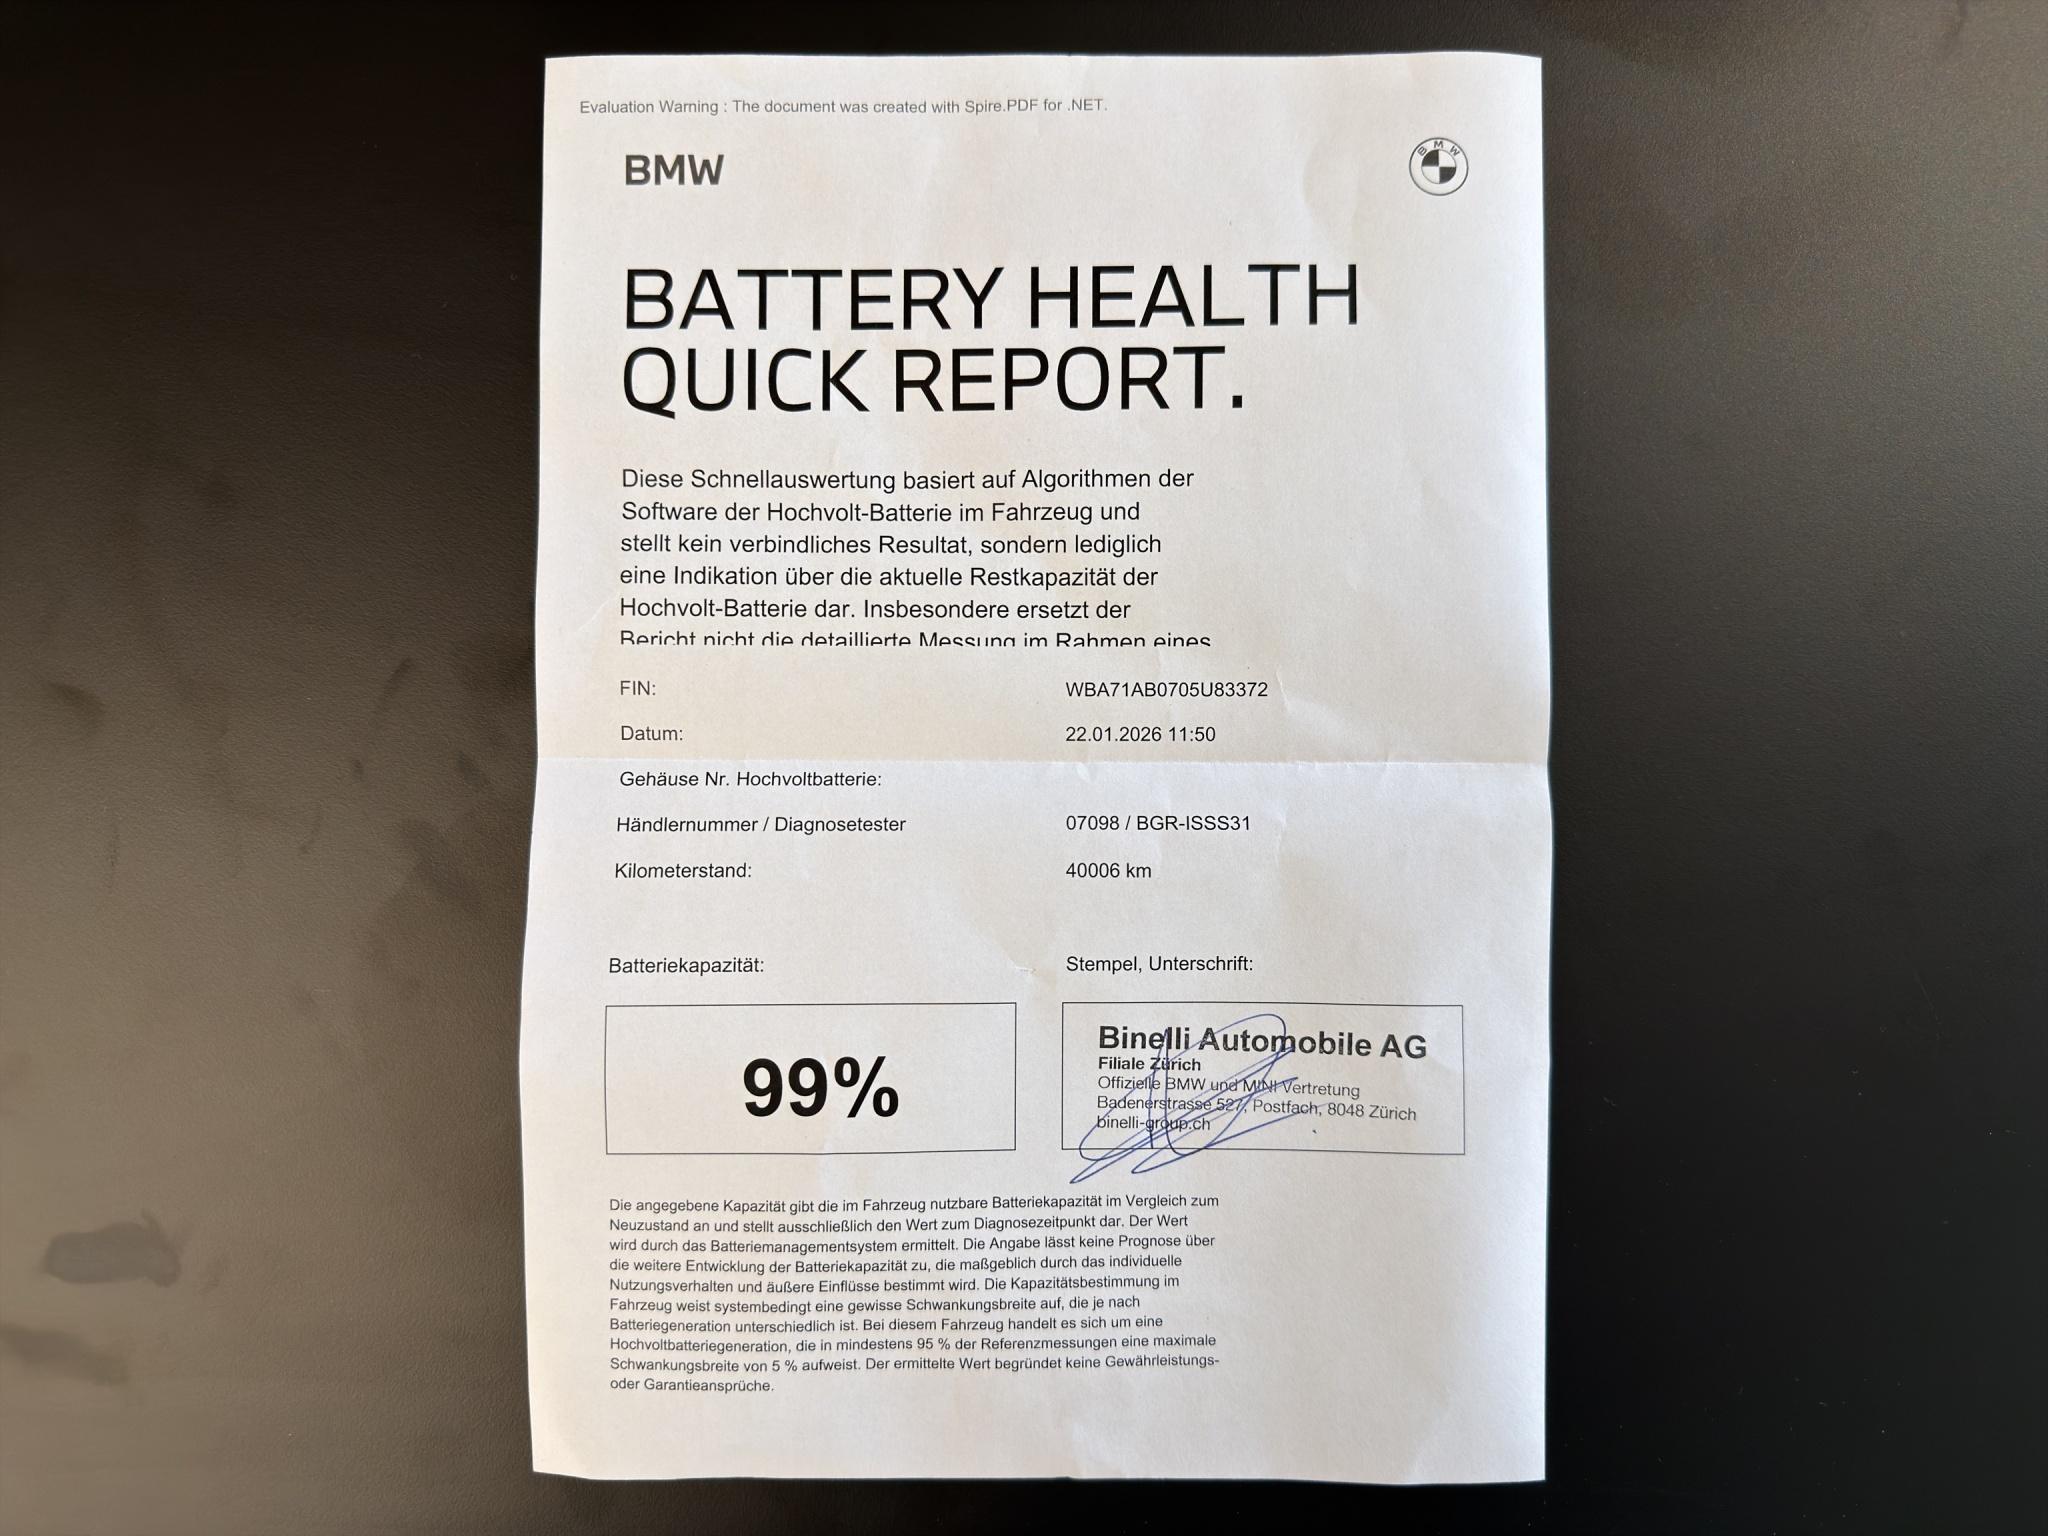 Evaluation Warning : The document was created with Spire.PDF for .NET.
BMW
BMW
BATTERY HEALTH
QUICK REPORT.
Diese Schnellauswertung basiert auf Algorithmen der
Software der Hochvolt-Batterie im Fahrzeug und
stellt kein verbindliches Resultat, sondern lediglich
eine Indikation über die aktuelle Restkapazität der
Hochvolt-Batterie dar. Insbesondere ersetzt der
Bericht nicht die detaillierte Messung im Rahmen eines
FIN: WBA71AB0705U83372
Datum: 22.01.2026 11:50
Gehäuse Nr. Hochvoltbatterie:
Händlernummer / Diagnosetester 07098 / BGR-ISSS31
Kilometerstand: 40006 km
Batteriekapazität:
99%
Stempel, Unterschrift:
Binelli Automobile AG
Filiale Zürich
Offizielle BMW und MINI Vertretung
Badenerstrasse 527, Postfach, 8048 Zürich
binelli-group.ch
Die angegebene Kapazität gibt die im Fahrzeug nutzbare Batteriekapazität im Vergleich zum
Neuzustand an und stellt ausschließlich den Wert zum Diagnosezeitpunkt dar. Der Wert
wird durch das Batteriemanagementsystem ermittelt. Die Angabe lässt keine Prognose über
die weitere Entwicklung der Batteriekapazität zu, die maßgeblich durch das individuelle
Nutzungsverhalten und äußere Einflüsse bestimmt wird. Die Kapazitätsbestimmung im
Fahrzeug weist systembedingt eine gewisse Schwankungsbreite auf, die je nach
Batteriegeneration unterschiedlich ist. Bei diesem Fahrzeug handelt es sich um eine
Hochvoltbatteriegeneration, die in mindestens 95 % der Referenzmessungen eine maximale
Schwankungsbreite von 5 % aufweist. Der ermittelte Wert begründet keine Gewährleistungs-
oder Garantieansprüche.